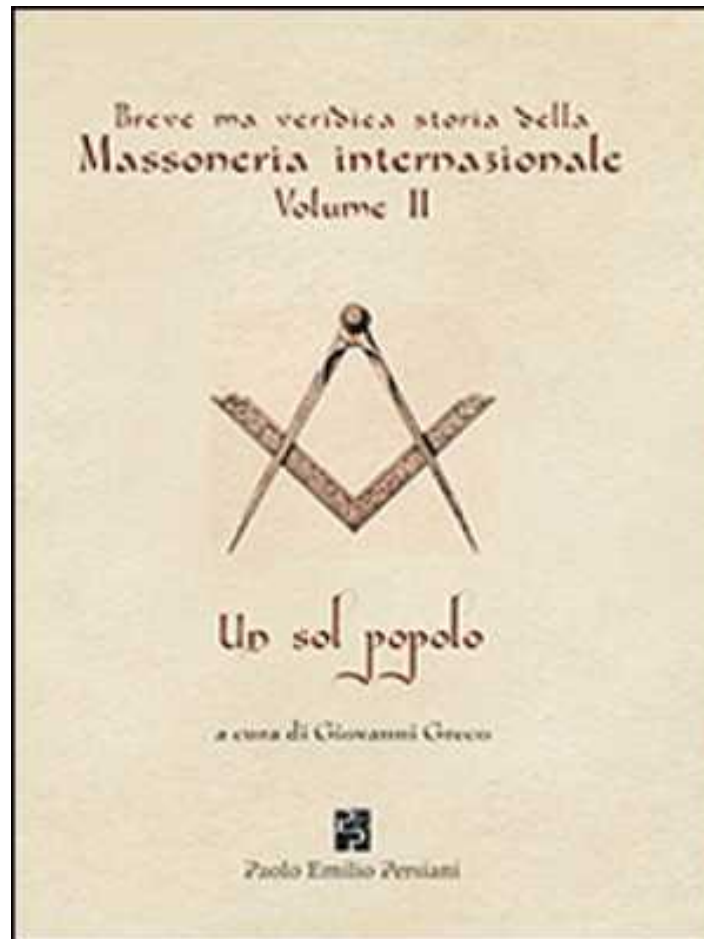 Breve ma veridica storia della
Massoneria internazionale
Volume II
Un sol popolo
a cura di Giovanni Greco
Paolo Emilio Persiani